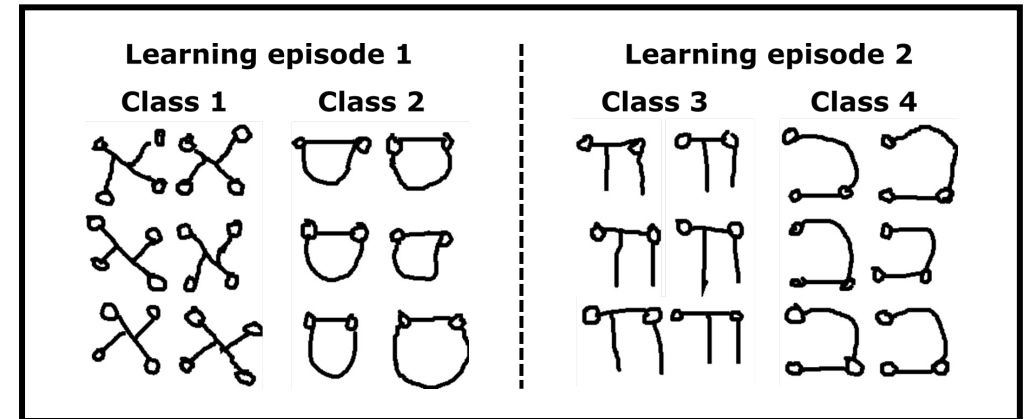 Learning episode 1
Class 1
Class 2
Learning episode 2
Class 3
Class 4